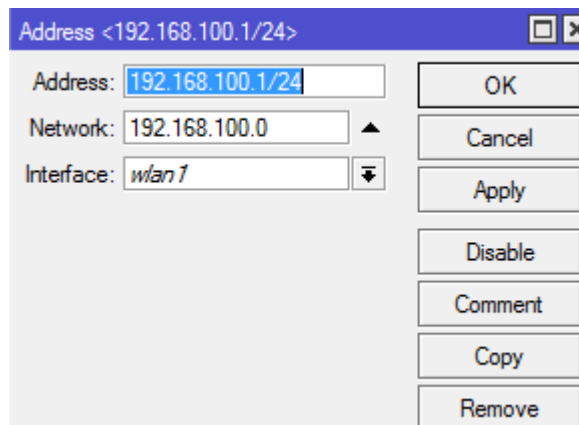 Address <192.168.100.1/24>
Address: 192.168.100.1/24
Network: 192.168.100.0
Interface: wlan1
OK
Cancel
Apply
Disable
Comment
Copy
Remove